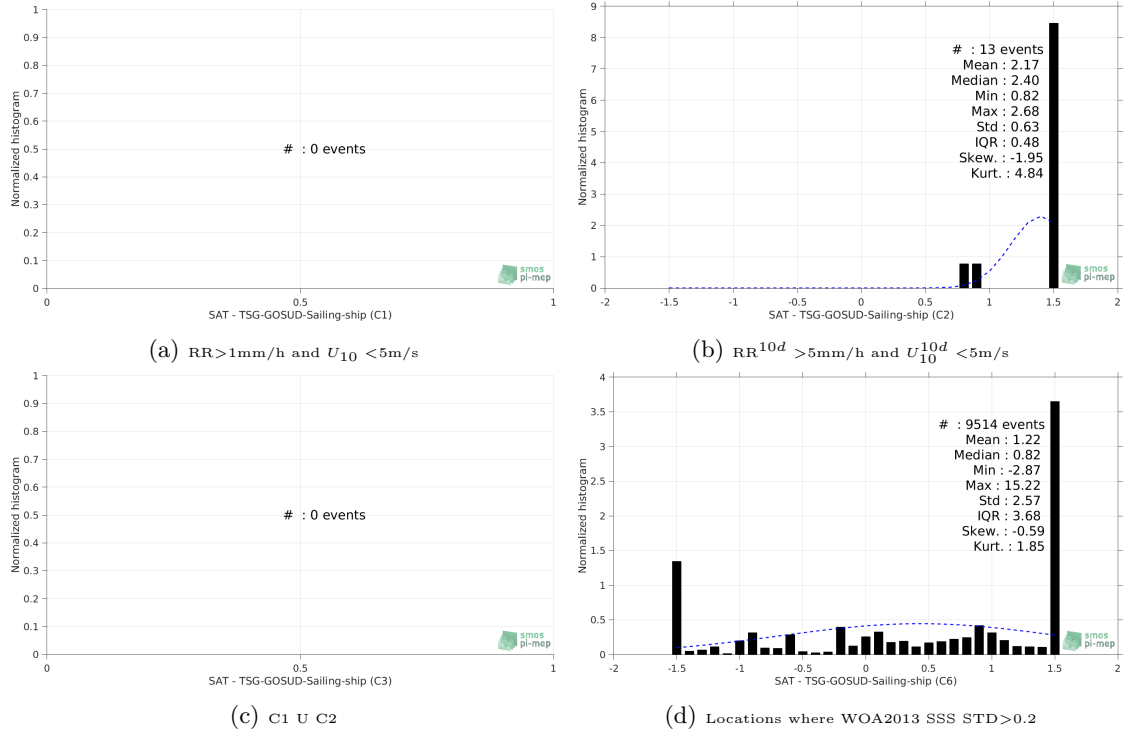 1
0.9
0.8
0.7
0.6
0.5
0.4
0.3
0.2
0.1
0
Normalized histogram
# : 0 events
smos
pi-mep
0 0.5 1
SAT - TSG-GOSUD-Sailing-ship (C1)
(a) RR>1mm/h and U10 <5m/s
9
8
7
6
5
4
3
2
1
0
Normalized histogram
# : 13 events
Mean : 2.17
Median : 2.40
Min : 0.82
Max : 2.68
Std : 0.63
IQR : 0.48
Skew. : -1.95
Kurt. : 4.84
smos
pi-mep
-2 -1.5 -1 -0.5 0 0.5 1 1.5 2
SAT - TSG-GOSUD-Sailing-ship (C2)
(b) RR10d >5mm/h and U10d10 <5m/s
1
0.9
0.8
0.7
0.6
0.5
0.4
0.3
0.2
0.1
0
Normalized histogram
# : 0 events
smos
pi-mep
0 0.5 1
SAT - TSG-GOSUD-Sailing-ship (C3)
(c) C1 U C2
4
3.5
3
2.5
2
1.5
1
0.5
0
Normalized histogram
# : 9514 events
Mean : 1.22
Median : 0.82
Min : -2.87
Max : 15.22
Std : 2.57
IQR : 3.68
Skew. : -0.59
Kurt. : 1.85
smos
pi-mep
-2 -1.5 -1 -0.5 0 0.5 1 1.5 2
SAT - TSG-GOSUD-Sailing-ship (C6)
(d) Locations where WOA2013 SSS STD>0.2